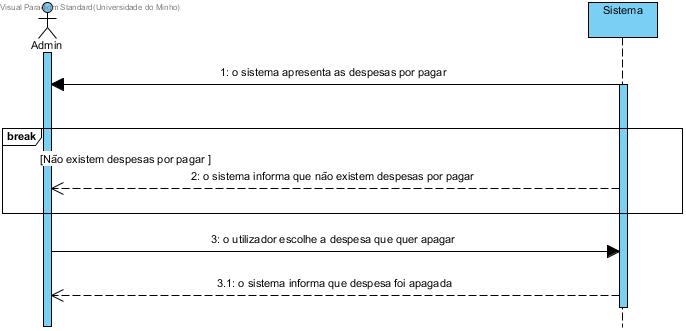 Visual Paradigm Standard(Universidade do Minho)
Sistema
Admin
1: o sistema apresenta as despesas por pagar
break
[Não existem despesas por pagar ]
2: o sistema informa que não existem despesas por pagar
3: o utilizador escolhe a despesa que quer apagar
3.1: o sistema informa que despesa foi apagada